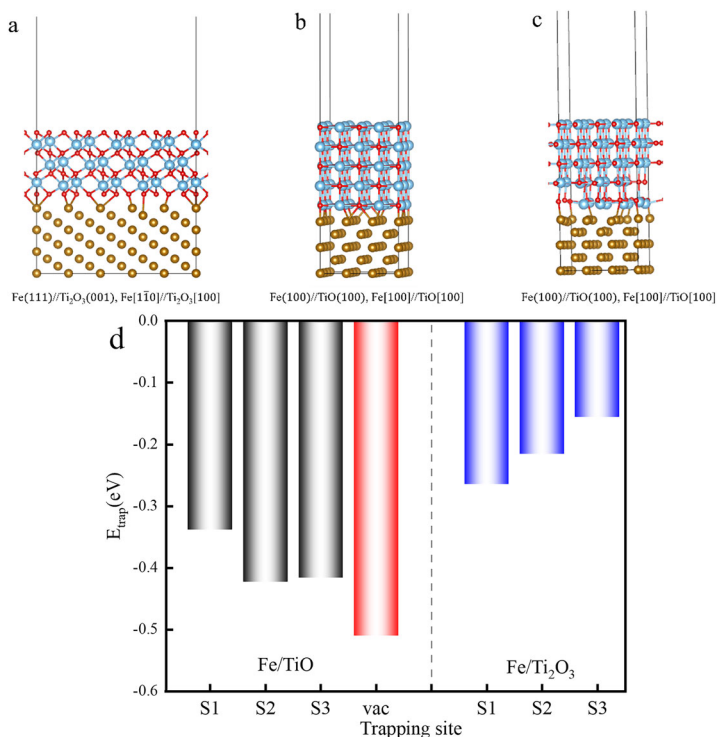 a
b
c
Fe(111)//Ti₂O₃(001), Fe[11̄0]//Ti₂O₃[100]
Fe(100)//TiO(100), Fe[100]//TiO[100]
Fe(100)//TiO(100), Fe[100]//TiO[100]
d
0.0
-0.1
-0.2
-0.3
-0.4
-0.5
-0.6
E_trap(eV)
Fe/TiO
Fe/Ti₂O₃
S1 S2 S3 vac S1 S2 S3
Trapping site